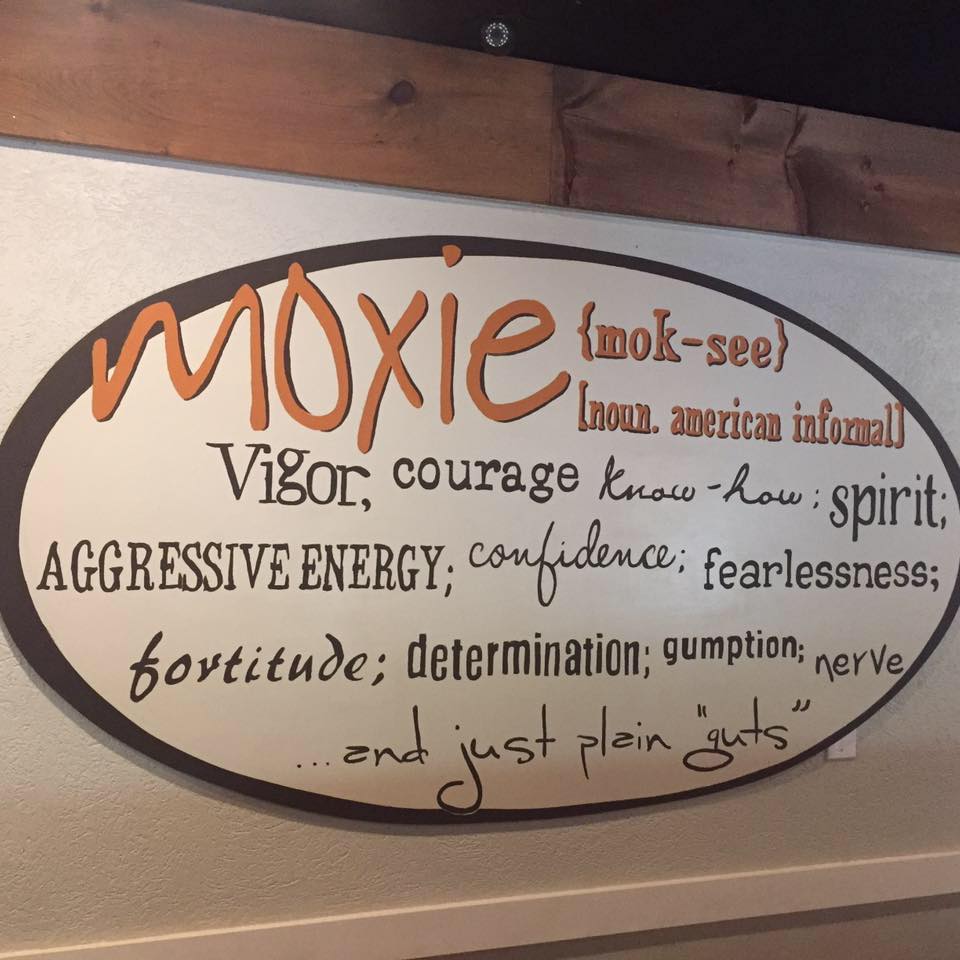 moxie {mok-see}
[noun. american informal]
Vigor, courage know-how; spirit;
AGGRESSIVE ENERGY; confidence; fearlessness;
fortitude; determination; gumption; nerve
...and just plain "guts"